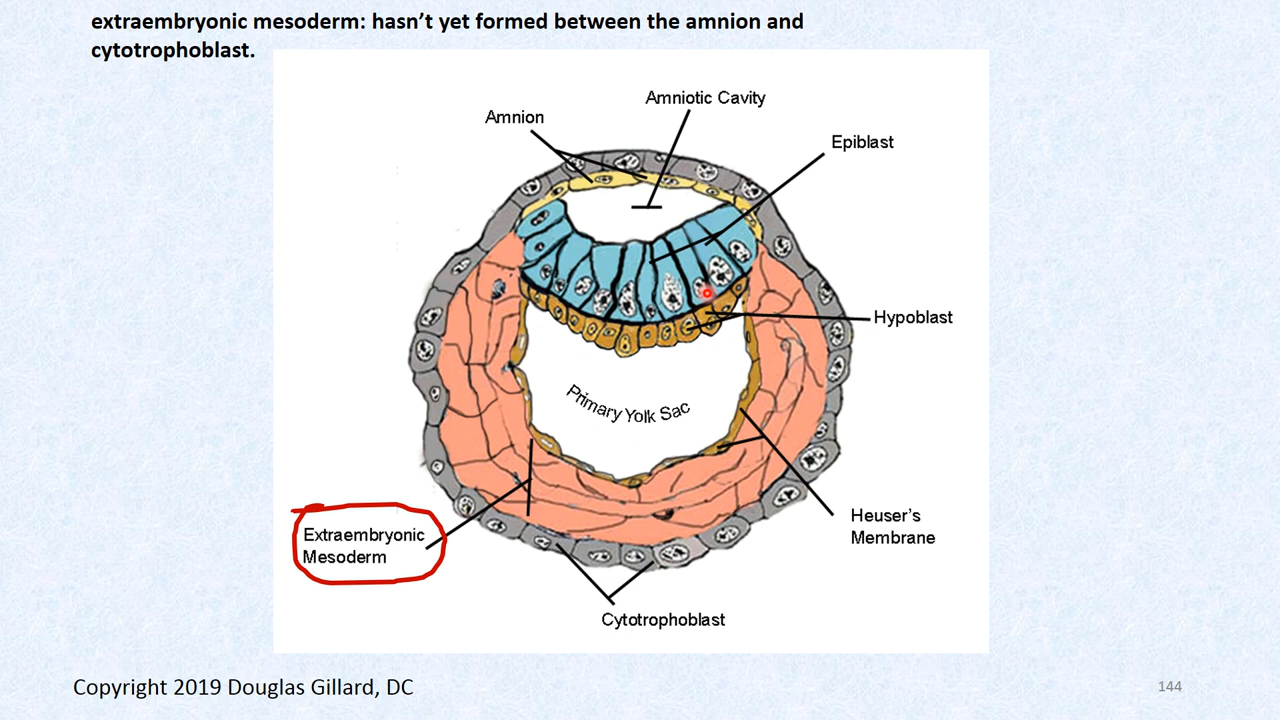 extraembryonic mesoderm: hasn’t yet formed between the amnion and
cytotrophoblast.
Amniotic Cavity
Amnion
Epiblast
Hypoblast
Primary Yolk Sac
Extraembryonic
Mesoderm
Heuser’s
Membrane
Cytotrophoblast
Copyright 2019 Douglas Gillard, DC
144